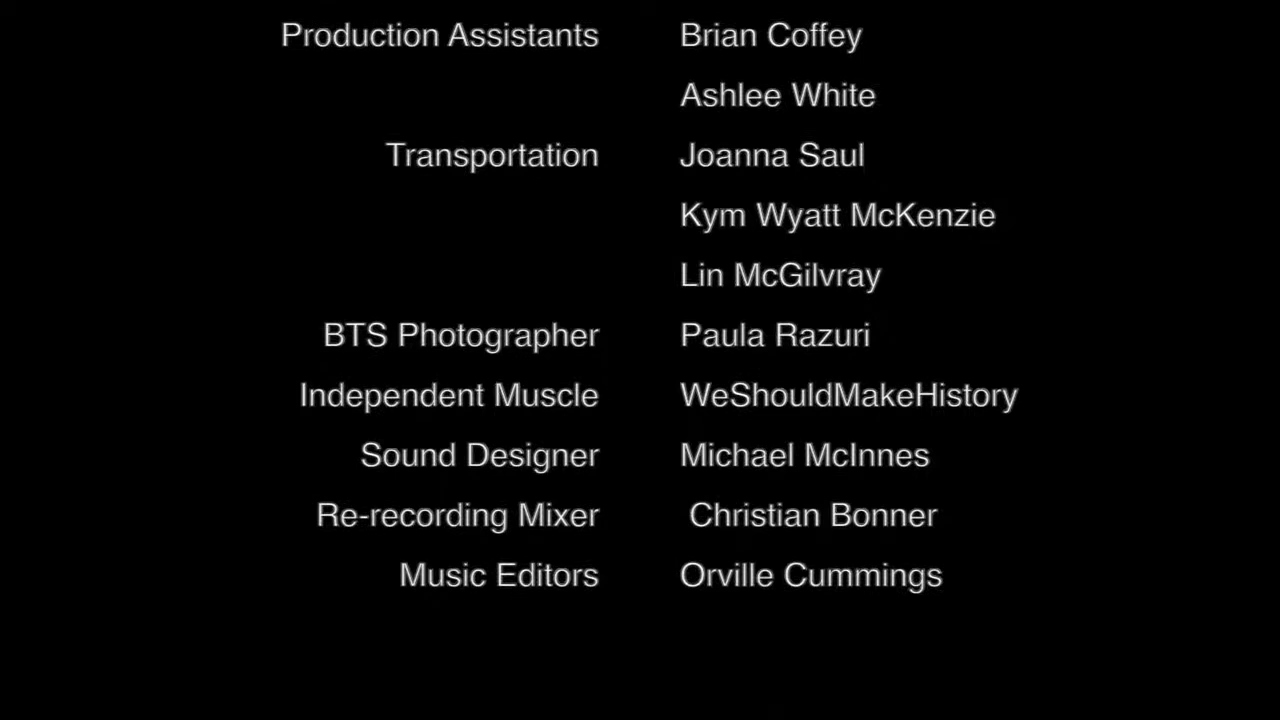 Production Assistants Brian Coffey
Ashlee White
Transportation Joanna Saul
Kym Wyatt McKenzie
Lin McGilvray
BTS Photographer Paula Razuri
Independent Muscle WeShouldMakeHistory
Sound Designer Michael McInnes
Re-recording Mixer Christian Bonner
Music Editors Orville Cummings